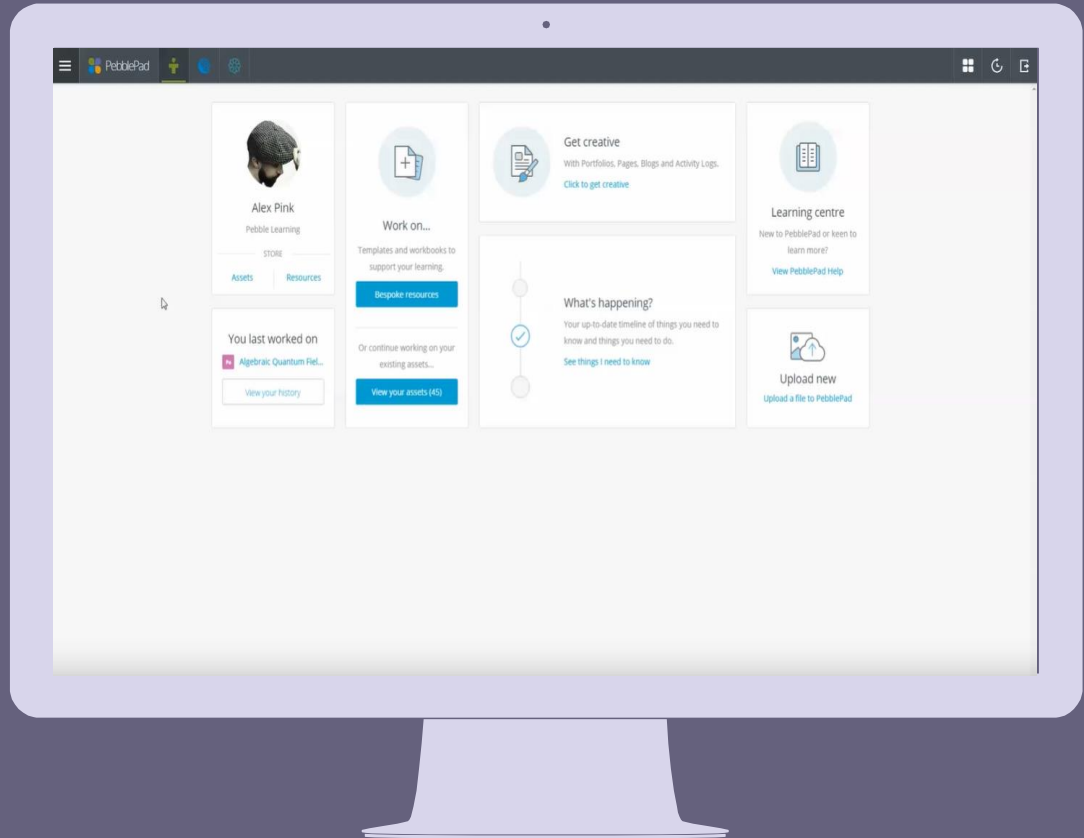 PebblePad
Alex Pink
Pebble Learning
STORE
Assets
Resources
You last worked on
Algebraic Quantum Fiel...
View your history
Work on...
Templates and workbooks to
support your learning.
Bespoke resources
Or continue working on your
existing assets...
View your assets (45)
Get creative
With Portfolios, Pages, Blogs and Activity Logs.
Click to get creative
What's happening?
Your up-to-date timeline of things you need to
know and things you need to do.
See things I need to know
Learning centre
New to PebblePad or keen to
learn more?
View PebblePad Help
Upload new
Upload a file to PebblePad